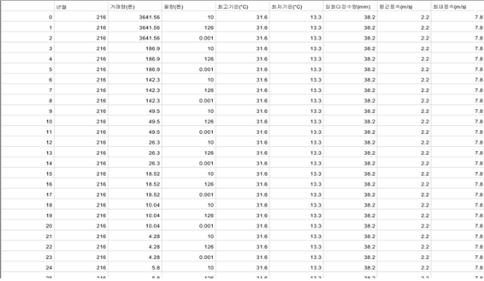 년월 거래량(톤) 물량(톤) 최고기온(°C) 최저기온(°C) 평균풍속(m/s) 최대풍속(m/s)
0 216 3641.56 10 31.6 13.3 38.2 2.2 7.8
1 216 3641.56 126 31.6 13.3 38.2 2.2 7.8
2 216 3641.56 0.001 31.6 13.3 38.2 2.2 7.8
3 216 186.9 10 31.6 13.3 38.2 2.2 7.8
4 216 186.9 126 31.6 13.3 38.2 2.2 7.8
5 216 186.9 0.001 31.6 13.3 38.2 2.2 7.8
6 216 142.3 10 31.6 13.3 38.2 2.2 7.8
7 216 142.3 126 31.6 13.3 38.2 2.2 7.8
8 216 142.3 0.001 31.6 13.3 38.2 2.2 7.8
9 216 49.5 10 31.6 13.3 38.2 2.2 7.8
10 216 49.5 126 31.6 13.3 38.2 2.2 7.8
11 216 49.5 0.001 31.6 13.3 38.2 2.2 7.8
12 216 26.3 10 31.6 13.3 38.2 2.2 7.8
13 216 26.3 126 31.6 13.3 38.2 2.2 7.8
14 216 26.3 0.001 31.6 13.3 38.2 2.2 7.8
15 216 18.52 10 31.6 13.3 38.2 2.2 7.8
16 216 18.52 126 31.6 13.3 38.2 2.2 7.8
17 216 18.52 0.001 31.6 13.3 38.2 2.2 7.8
18 216 10.04 10 31.6 13.3 38.2 2.2 7.8
19 216 10.04 126 31.6 13.3 38.2 2.2 7.8
20 216 10.04 0.001 31.6 13.3 38.2 2.2 7.8
21 216 4.28 10 31.6 13.3 38.2 2.2 7.8
22 216 4.28 126 31.6 13.3 38.2 2.2 7.8
23 216 4.28 0.001 31.6 13.3 38.2 2.2 7.8
24 216 5.8 10 31.6 13.3 38.2 2.2 7.8